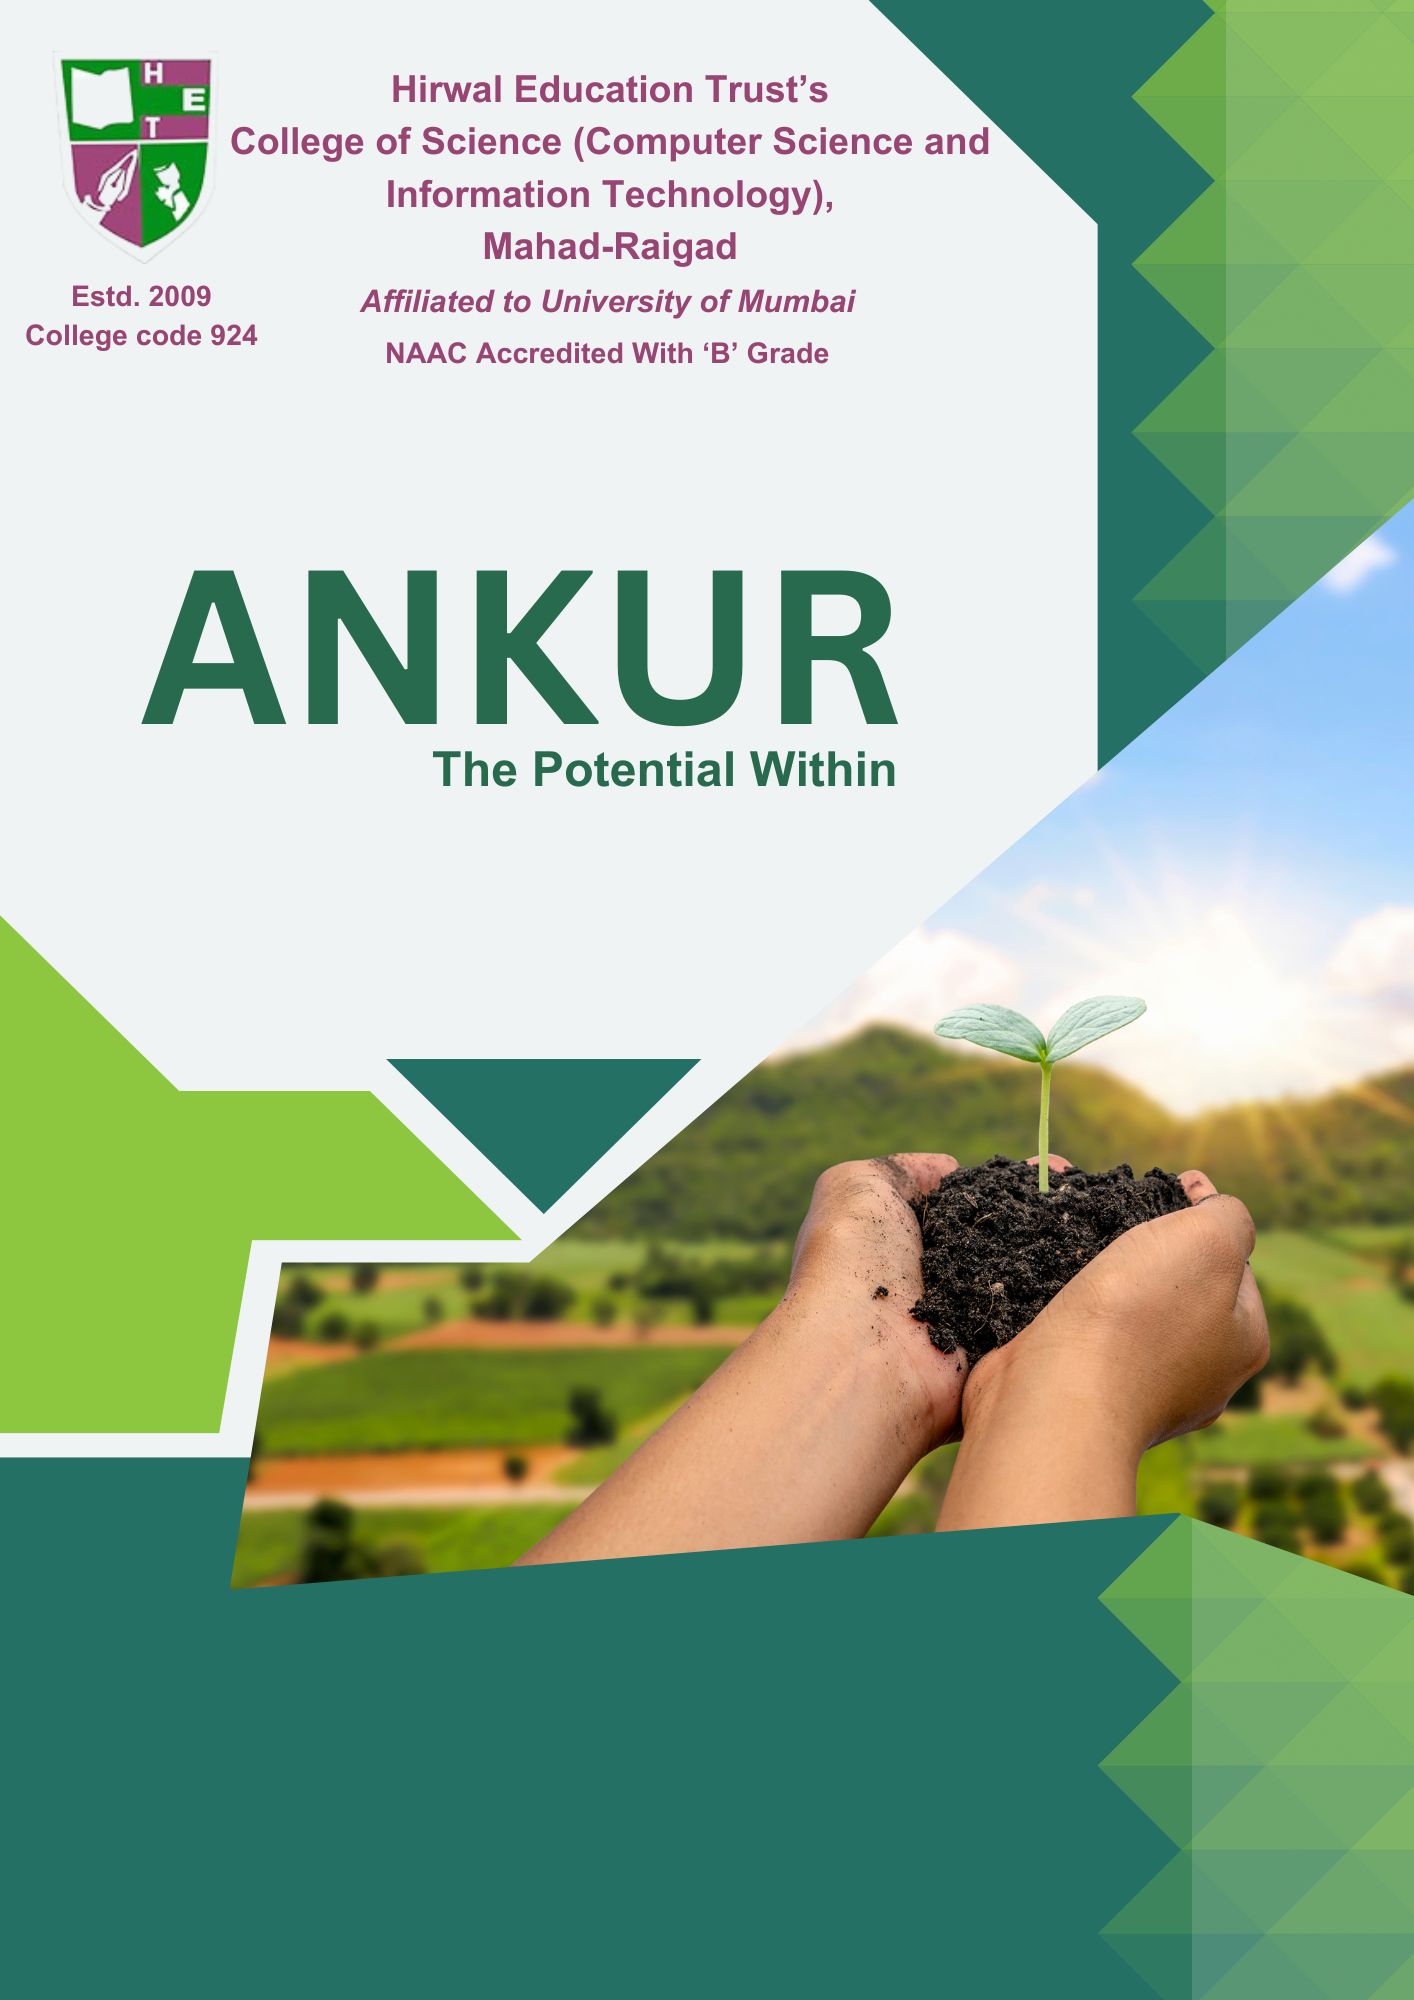 H
E
T
Hirwal Education Trust’s
College of Science (Computer Science and
Information Technology),
Mahad-Raigad
Affiliated to University of Mumbai
NAAC Accredited With ‘B’ Grade
Estd. 2009
College code 924
ANKUR
The Potential Within